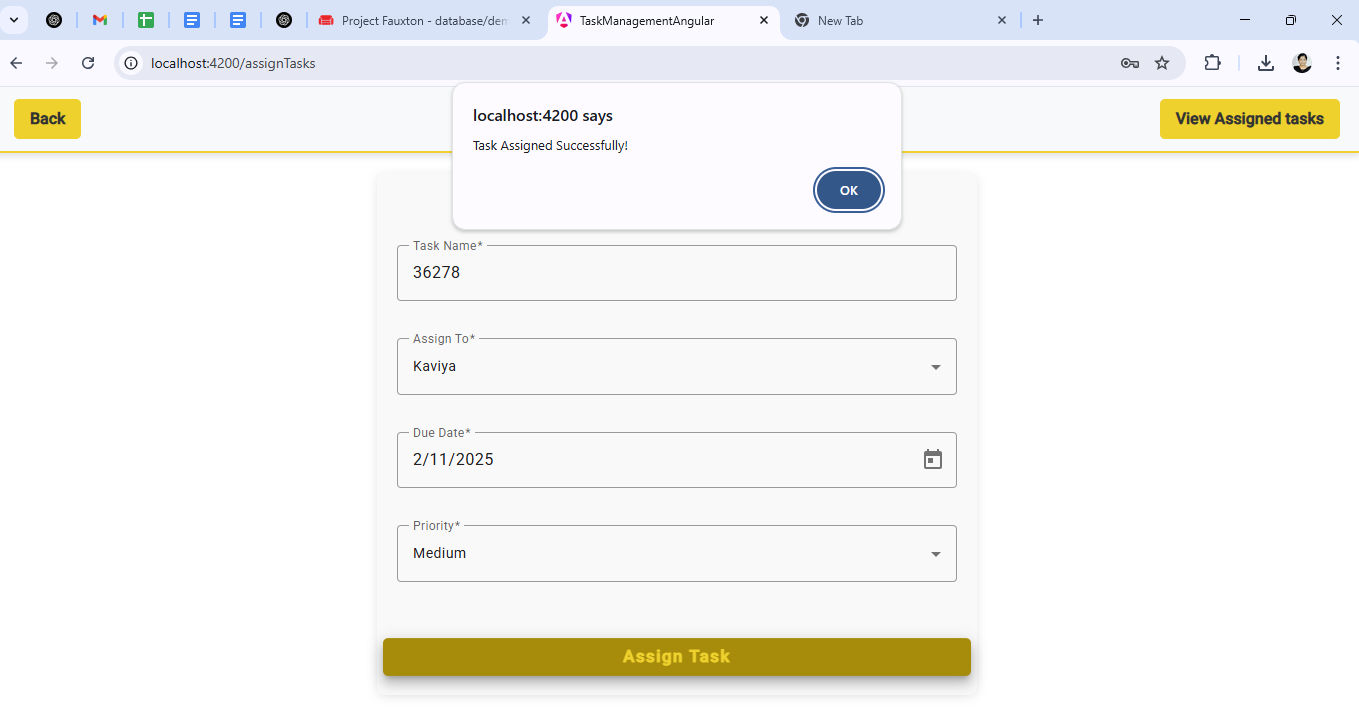 Project Fauxton - database/dem
TaskManagementAngular
New Tab
localhost:4200/assignTasks
Back
View Assigned tasks
localhost:4200 says
Task Assigned Successfully!
OK
Task Name*
36278
Assign To*
Kaviya
Due Date*
2/11/2025
Priority*
Medium
Assign Task